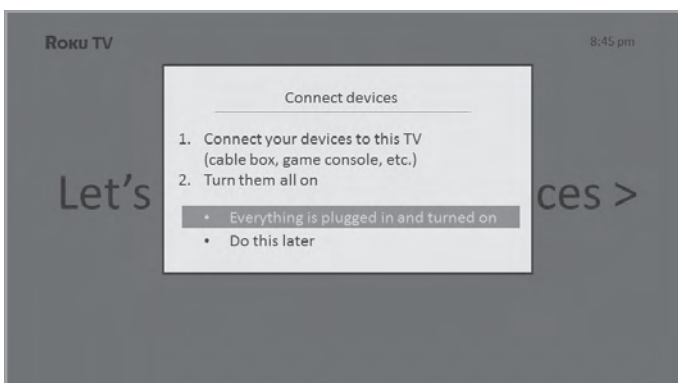 ROKU TV
8:45 pm
Connect devices
1. Connect your devices to this TV
(cable box, game console, etc.)
2. Turn them all on
Let's ces >
• Everything is plugged in and turned on
• Do this later